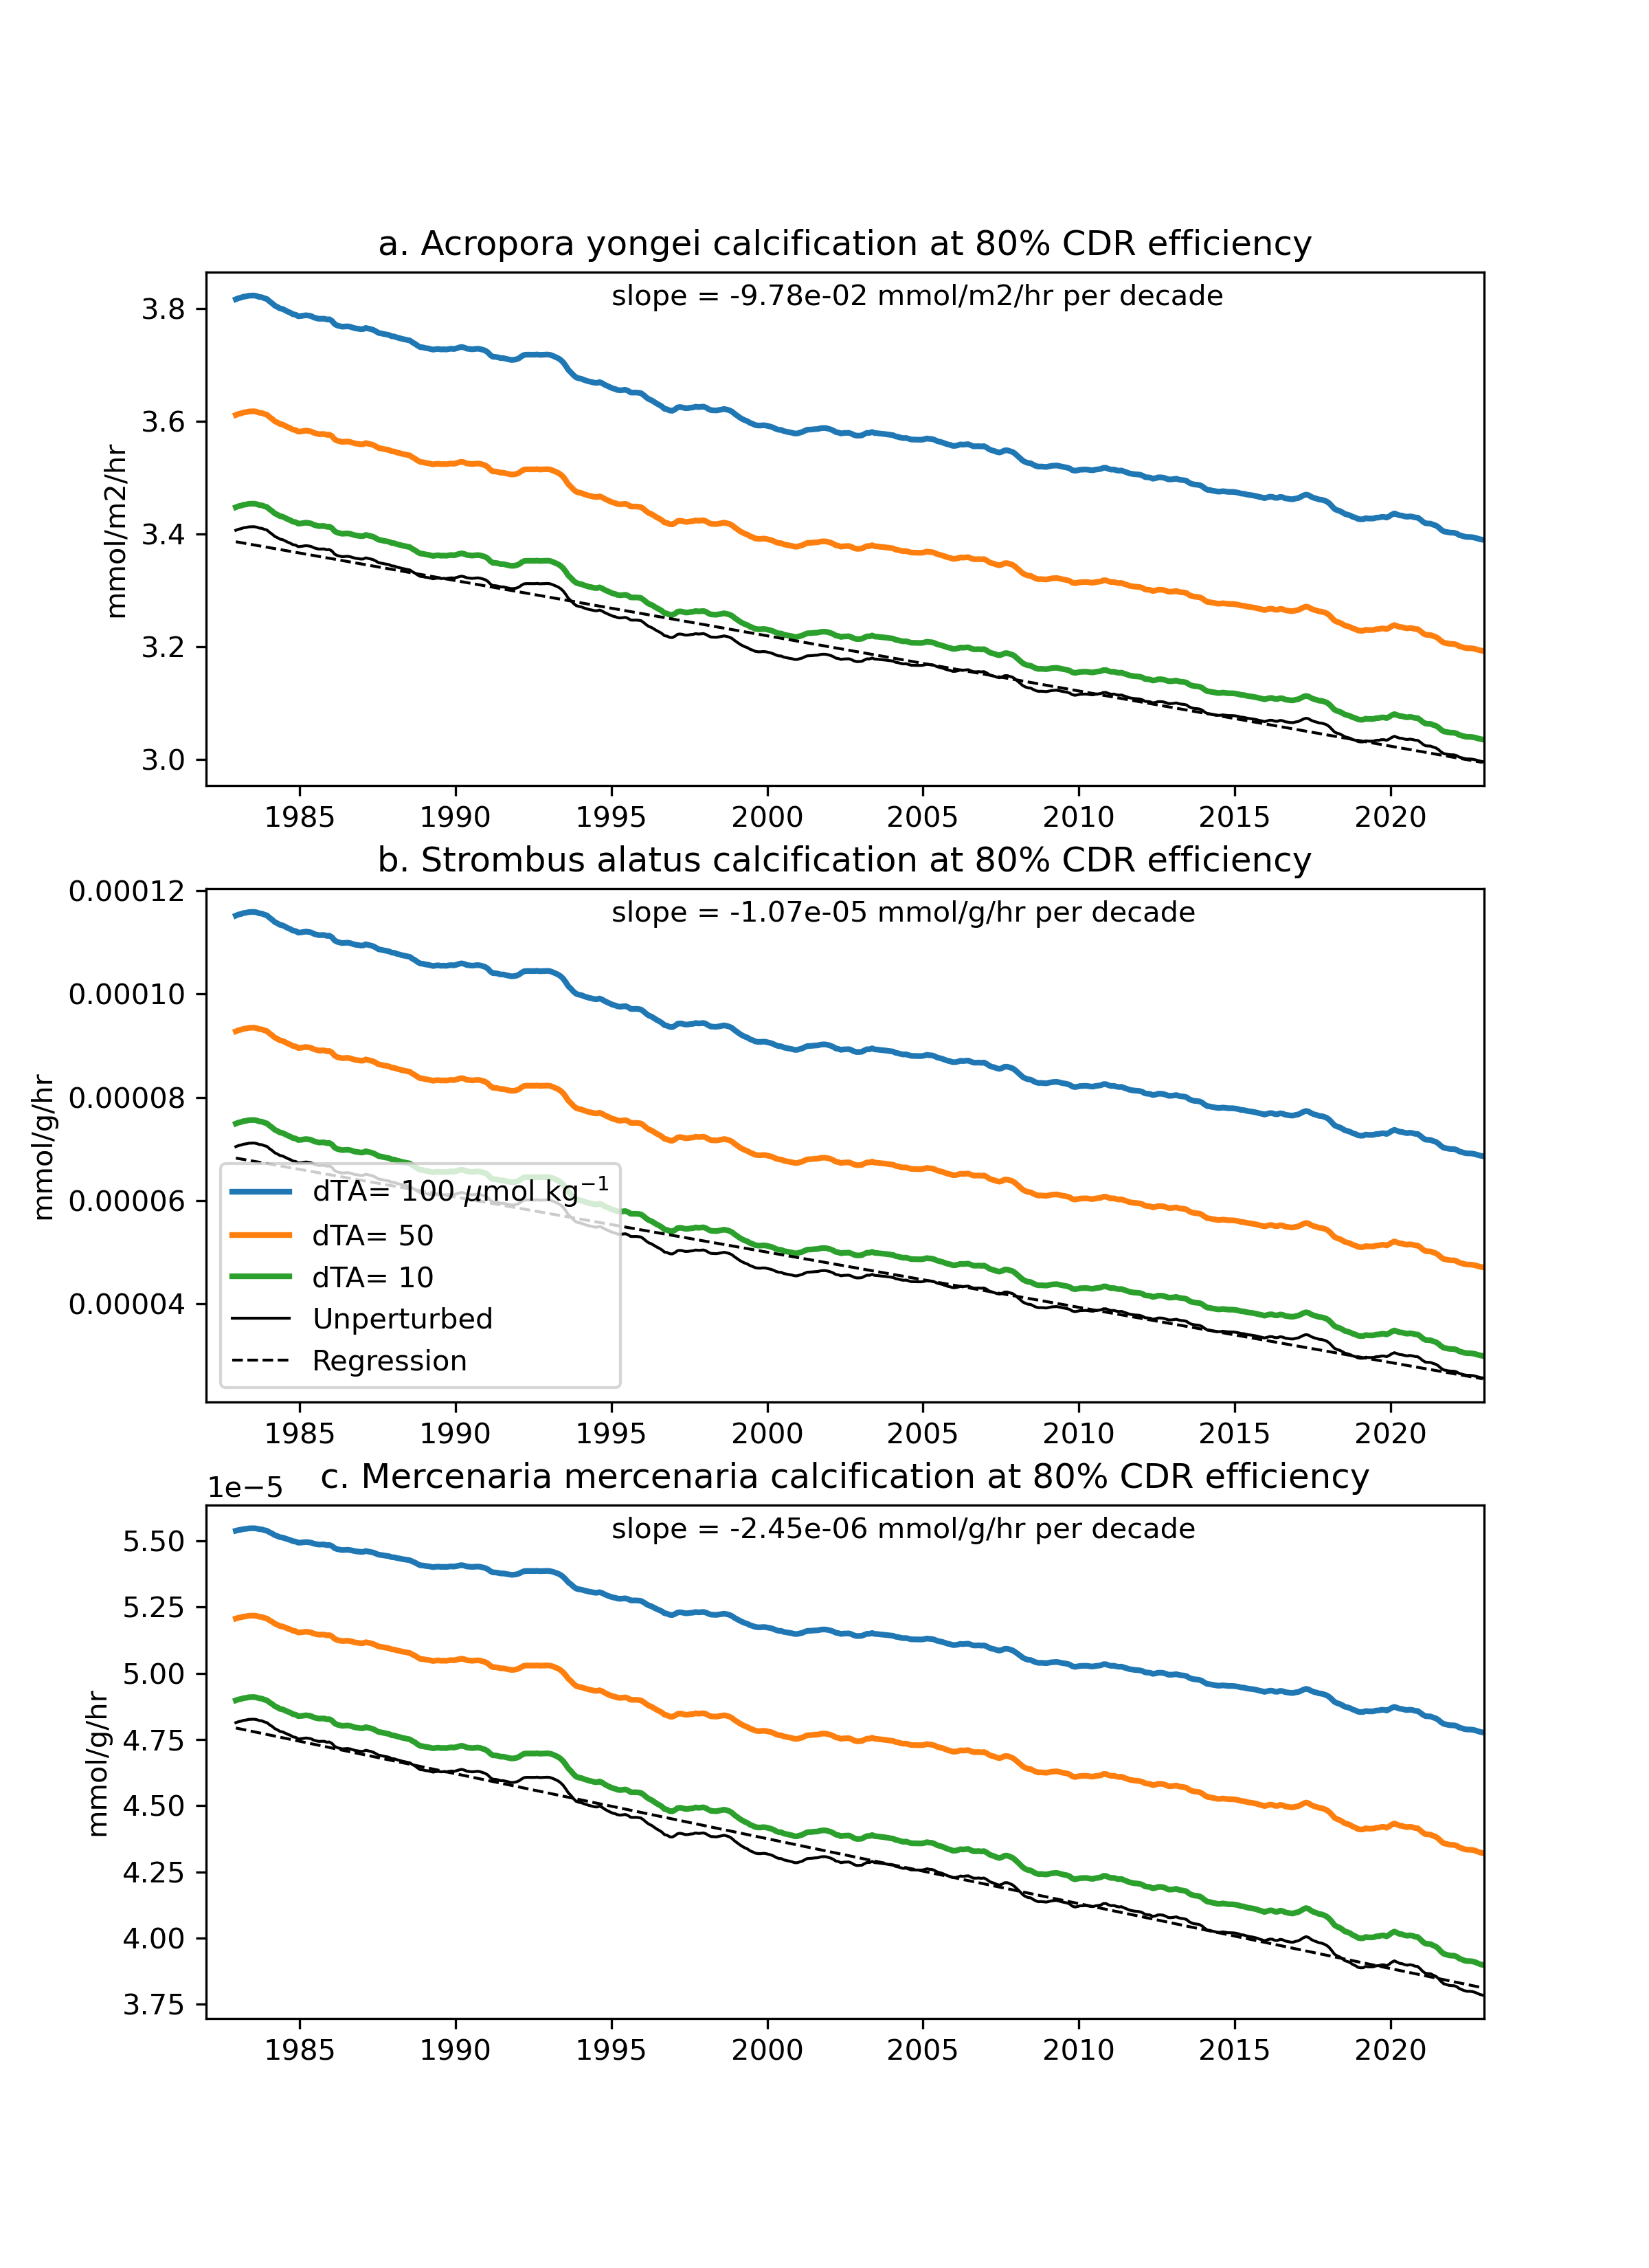 a. Acropora yongei calcification at 80% CDR efficiency
slope = -9.78e-02 mmol/m2/hr per decade
mmol/m2/hr
3.8
3.6
3.4
3.2
3.0
1985 1990 1995 2000 2005 2010 2015 2020
b. Strombus alatus calcification at 80% CDR efficiency
slope = -1.07e-05 mmol/g/hr per decade
mmol/g/hr
0.00012
0.00010
0.00008
0.00006
0.00004
dTA= 100 μmol kg⁻¹
dTA= 50
dTA= 10
Unperturbed
Regression
1985 1990 1995 2000 2005 2010 2015 2020
1e−5
c. Mercenaria mercenaria calcification at 80% CDR efficiency
slope = -2.45e-06 mmol/g/hr per decade
mmol/g/hr
5.50
5.25
5.00
4.75
4.50
4.25
4.00
3.75
1985 1990 1995 2000 2005 2010 2015 2020